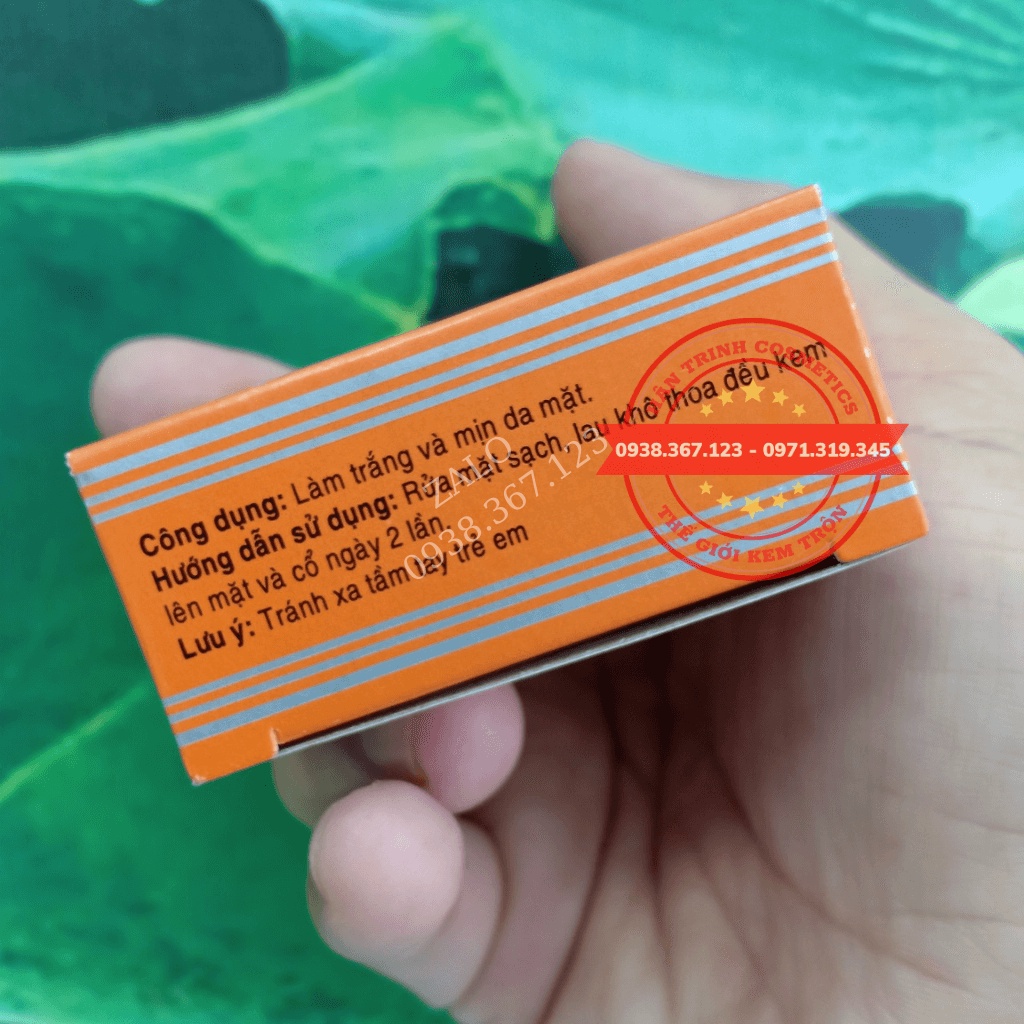 Công dụng: Làm trắng và mịn da mặt.
Hướng dẫn sử dụng: Rửa mặt sạch, lau khô thoa đều kem
lên mặt và cổ ngày 2 lần.
Lưu ý: Tránh xa tầm tay trẻ em
ZALO
0938.367.123
VÂN TRINH COSMETICS
0938.367.123 - 0971.319.345
THẾ GIỚI KEM TRỘN